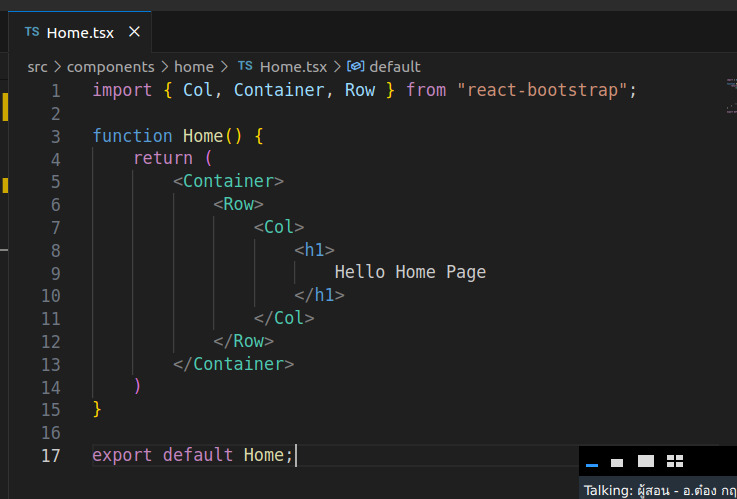 TS Home.tsx ×
src > components > home > TS Home.tsx > default
1 import { Col, Container, Row } from "react-bootstrap";
2
3 function Home() {
4 return (
5 <Container>
6 <Row>
7 <Col>
8 <h1>
9 Hello Home Page
10 </h1>
11 </Col>
12 </Row>
13 </Container>
14 )
15 }
16
17 export default Home;
Talking: ผู้สอน - อ.ต๋อง กฤ